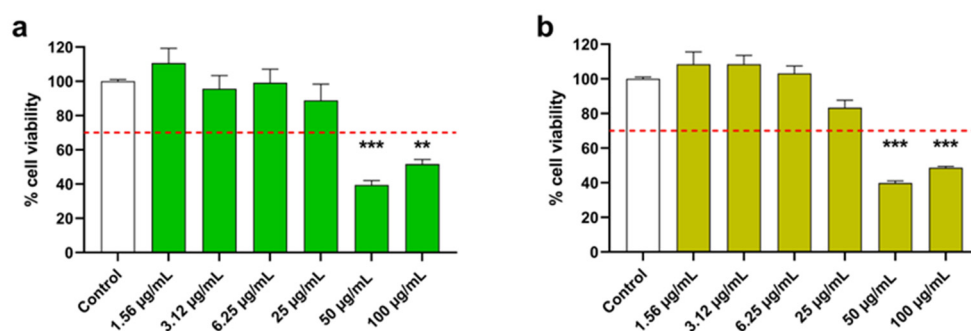 a
% cell viability
120
100
80
60
40
20
0
*** **
Control
1.56 µg/mL
3.12 µg/mL
6.25 µg/mL
25 µg/mL
50 µg/mL
100 µg/mL
b
% cell viability
120
100
80
60
40
20
0
*** ***
Control
1.56 µg/mL
3.12 µg/mL
6.25 µg/mL
25 µg/mL
50 µg/mL
100 µg/mL